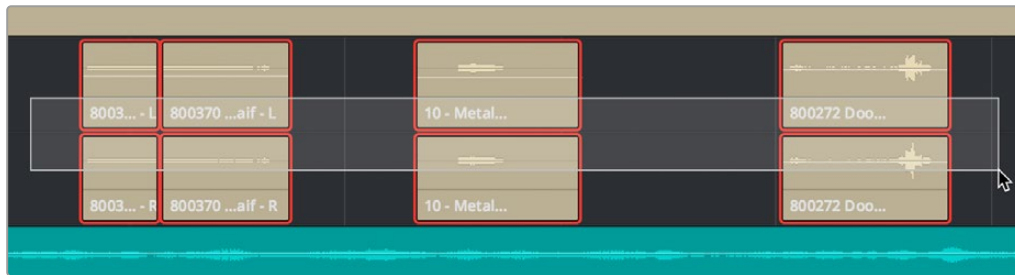 8003... - L
800370 ...aif - L
10 - Metal...
800272 Doo...
8003... - R
800370 ...aif - R
10 - Metal...
800272 Doo...